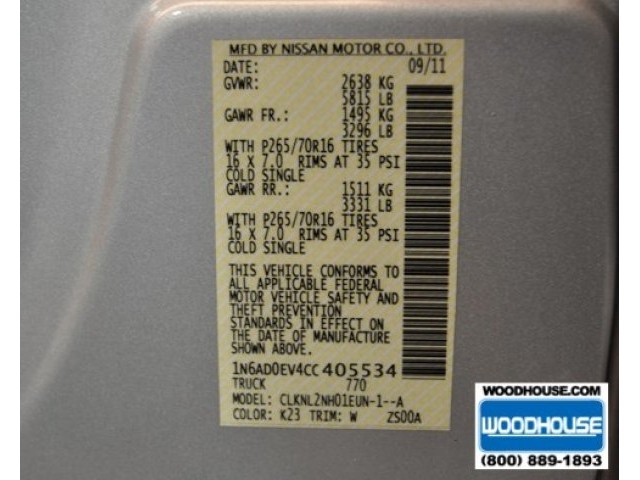 MFD BY NISSAN MOTOR CO., LTD.
DATE: 09/11
GVWR: 2638 KG
5815 LB
GAWR FR.: 1495 KG
3296 LB
WITH P265/70R16 TIRES
16 X 7.0 RIMS AT 35 PSI
COLD SINGLE
GAWR RR.: 1511 KG
3331 LB
WITH P265/70R16 TIRES
16 X 7.0 RIMS AT 35 PSI
COLD SINGLE
THIS VEHICLE CONFORMS TO
ALL APPLICABLE FEDERAL
MOTOR VEHICLE SAFETY AND
THEFT PREVENTION
STANDARDS IN EFFECT ON
THE DATE OF MANUFACTURE
SHOWN ABOVE.
1N6AD0EV4CC405534
TRUCK 770
MODEL: CLKNL2NH01EUN-1--A
COLOR: K23 TRIM: W ZS00A
WOODHOUSE.COM
WOODHOUSE
(800) 889-1893